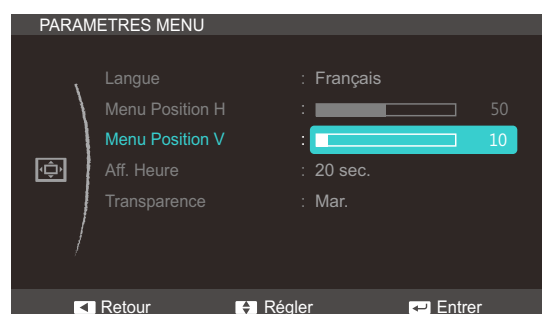 PARAMETRES MENU
Langue : Français
Menu Position H : 50
Menu Position V : 10
Aff. Heure : 20 sec.
Transparence : Mar.
Retour Régler Entrer